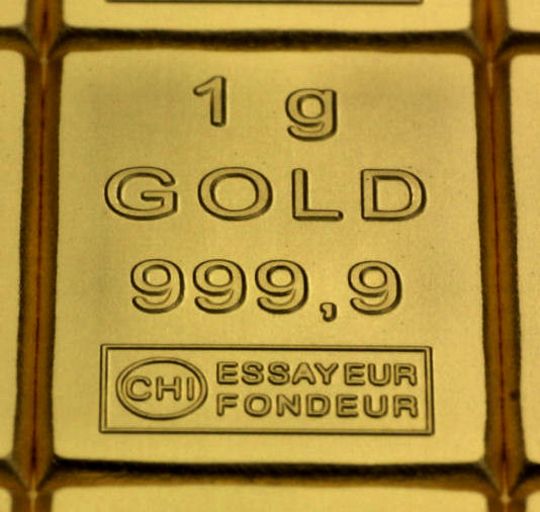 1 g
GOLD
999,9
CHI ESSAYEUR
FONDEUR